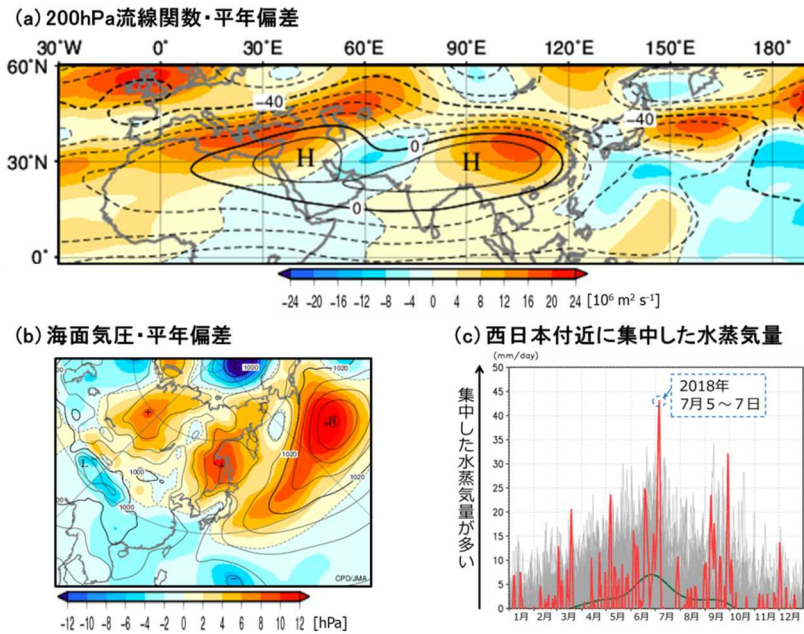 (a) 200hPa流線関数・平年偏差
30°W 0° 30°E 60°E 90°E 120°E 150°E 180°
60°N
30°N
0°
-40
0
-40
H
H
0
-24 -20 -16 -12 -8 -4 0 4 8 12 16 20 24 [10⁶ m² s⁻¹]
(b) 海面気圧・平年偏差
1000
1020
H
1020
L
1000
1000
1020
CPD/JMA
-12 -10 -8 -6 -4 -2 0 2 4 6 8 10 12 [hPa]
(c) 西日本付近に集中した水蒸気量
(mm/day)
集中した水蒸気量が多い
50
45
40
35
30
25
20
15
10
5
0
2018年
7月5~7日
1月 2月 3月 4月 5月 6月 7月 8月 9月 10月 11月 12月